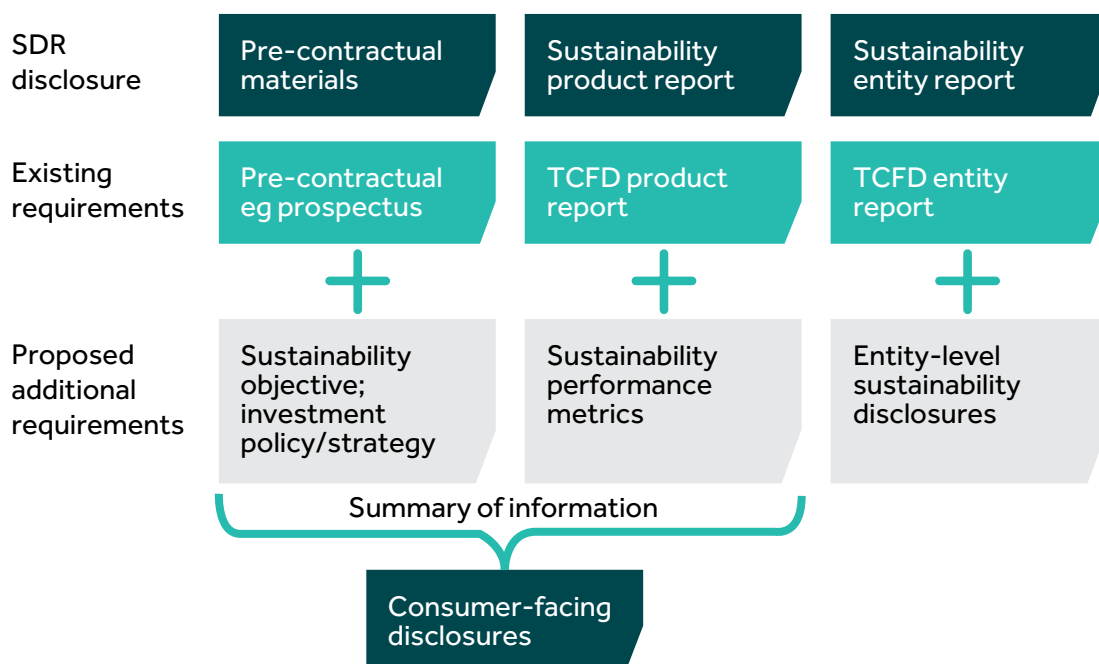 SDR
disclosure
Pre-contractual
materials
Sustainability
product report
Sustainability
entity report
Existing
requirements
Pre-contractual
eg prospectus
TCFD product
report
TCFD entity
report
Proposed
additional
requirements
Sustainability
objective;
investment
policy/strategy
Sustainability
performance
metrics
Entity-level
sustainability
disclosures
Summary of information
Consumer-facing
disclosures